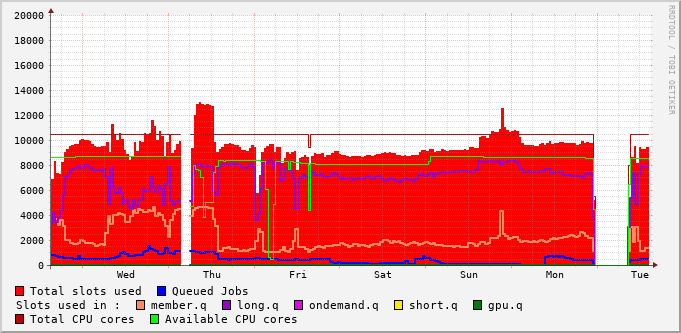 20000
18000
16000
14000
12000
10000
8000
6000
4000
2000
0
Wed Thu Fri Sat Sun Mon Tue
Total slots used Queued Jobs
Slots used in : member.q long.q ondemand.q short.q gpu.q
Total CPU cores Available CPU cores
RRDTOOL / TOBI OETIKER